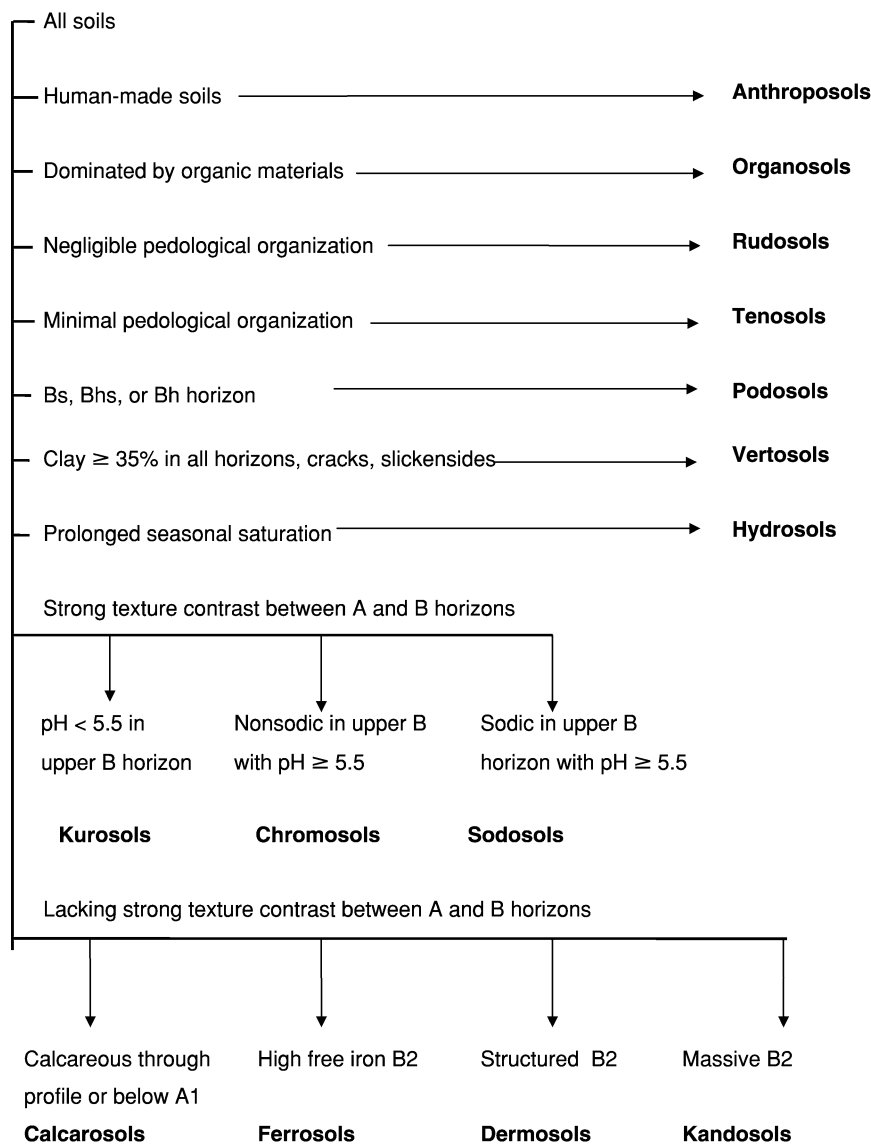 All soils
Human-made soils
Anthroposols
Dominated by organic materials
Organosols
Negligible pedological organization
Rudosols
Minimal pedological organization
Tenosols
Bs, Bhs, or Bh horizon
Podosols
Clay ≥ 35% in all horizons, cracks, slickensides
Vertosols
Prolonged seasonal saturation
Hydrosols
Strong texture contrast between A and B horizons
pH < 5.5 in
upper B horizon
Kurosols
Nonsodic in upper B
with pH ≥ 5.5
Chromosols
Sodic in upper B
horizon with pH ≥ 5.5
Sodosols
Lacking strong texture contrast between A and B horizons
Calcareous through
profile or below A1
Calcarosols
High free iron B2
Ferrosols
Structured B2
Dermosols
Massive B2
Kandosols